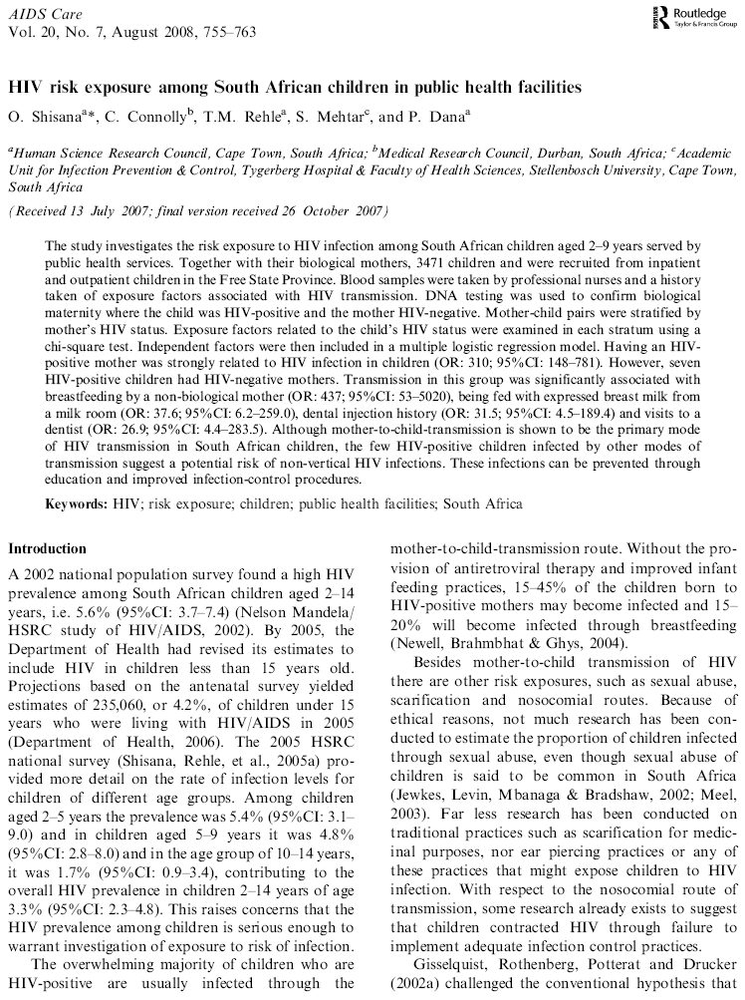 AIDS Care
Vol. 20, No. 7, August 2008, 755–763
Routledge
Taylor & Francis Group
HIV risk exposure among South African children in public health facilities
O. Shisanaa*, C. Connollyb, T.M. Rehlea, S. Mehtarc, and P. Danaa
aHuman Science Research Council, Cape Town, South Africa; bMedical Research Council, Durban, South Africa; cAcademic
Unit for Infection Prevention & Control, Tygerberg Hospital & Faculty of Health Sciences, Stellenbosch University, Cape Town,
South Africa
(Received 13 July 2007; final version received 26 October 2007)
The study investigates the risk exposure to HIV infection among South African children aged 2–9 years served by
public health services. Together with their biological mothers, 3471 children and were recruited from inpatient
and outpatient children in the Free State Province. Blood samples were taken by professional nurses and a history
taken of exposure factors associated with HIV transmission. DNA testing was used to confirm biological
maternity where the child was HIV-positive and the mother HIV-negative. Mother-child pairs were stratified by
mother's HIV status. Exposure factors related to the child's HIV status were examined in each stratum using a
chi-square test. Independent factors were then included in a multiple logistic regression model. Having an HIV-
positive mother was strongly related to HIV infection in children (OR: 310; 95%CI: 148–781). However, seven
HIV-positive children had HIV-negative mothers. Transmission in this group was significantly associated with
breastfeeding by a non-biological mother (OR: 437; 95%CI: 53–5020), being fed with expressed breast milk from
a milk room (OR: 37.6; 95%CI: 6.2–259.0), dental injection history (OR: 31.5; 95%CI: 4.5–189.4) and visits to a
dentist (OR: 26.9; 95%CI: 4.4–283.5). Although mother-to-child-transmission is shown to be the primary mode
of HIV transmission in South African children, the few HIV-positive children infected by other modes of
transmission suggest a potential risk of non-vertical HIV infections. These infections can be prevented through
education and improved infection-control procedures.
Keywords: HIV; risk exposure; children; public health facilities; South Africa
Introduction
A 2002 national population survey found a high HIV
prevalence among South African children aged 2–14
years, i.e. 5.6% (95%CI: 3.7–7.4) (Nelson Mandela/
HSRC study of HIV/AIDS, 2002). By 2005, the
Department of Health had revised its estimates to
include HIV in children less than 15 years old.
Projections based on the antenatal survey yielded
estimates of 235,060, or 4.2%, of children under 15
years who were living with HIV/AIDS in 2005
(Department of Health, 2006). The 2005 HSRC
national survey (Shisana, Rehle, et al., 2005a) pro-
vided more detail on the rate of infection levels for
children of different age groups. Among children
aged 2–5 years the prevalence was 5.4% (95%CI: 3.1–
9.0) and in children aged 5–9 years it was 4.8%
(95%CI: 2.8–8.0) and in the age group of 10–14 years,
it was 1.7% (95%CI: 0.9–3.4), contributing to the
overall HIV prevalence in children 2–14 years of age
3.3% (95%CI: 2.3–4.8). This raises concerns that the
HIV prevalence among children is serious enough to
warrant investigation of exposure to risk of infection.
The overwhelming majority of children who are
HIV-positive are usually infected through the
mother-to-child-transmission route. Without the pro-
vision of antiretroviral therapy and improved infant
feeding practices, 15–45% of the children born to
HIV-positive mothers may become infected and 15–
20% will become infected through breastfeeding
(Newell, Brahmbhat & Ghys, 2004).
Besides mother-to-child transmission of HIV
there are other risk exposures, such as sexual abuse,
scarification and nosocomial routes. Because of
ethical reasons, not much research has been con-
ducted to estimate the proportion of children infected
through sexual abuse, even though sexual abuse of
children is said to be common in South Africa
(Jewkes, Levin, Mbanaga & Bradshaw, 2002; Meel,
2003). Far less research has been conducted on
traditional practices such as scarification for medic-
inal purposes, nor ear piercing practices or any of
these practices that might expose children to HIV
infection. With respect to the nosocomial route of
transmission, some research already exists to suggest
that children contracted HIV through failure to
implement adequate infection control practices.
Gisselquist, Rothenberg, Potterat and Drucker
(2002a) challenged the conventional hypothesis that